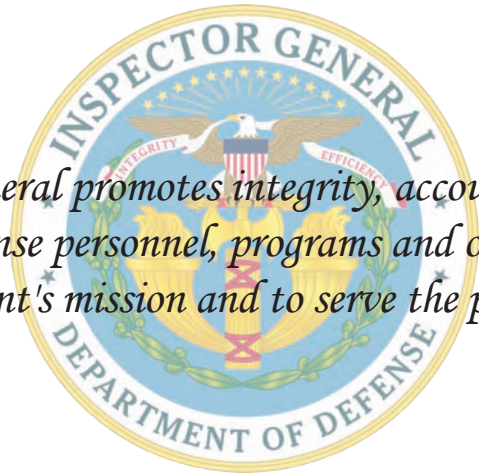 INSPECTOR GENERAL
INTEGRITY
EFFICIENCY
neral promotes integrity, accou
nse personnel, programs and o
nt's mission and to serve the p
DEPARTMENT OF DEFENSE